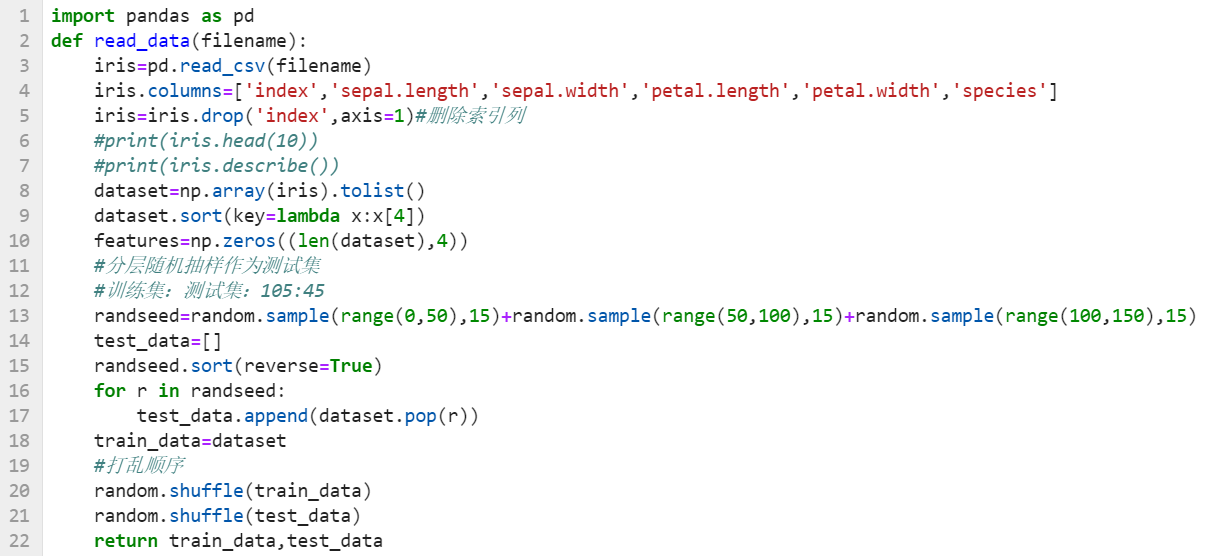 1 import pandas as pd
2 def read_data(filename):
3     iris=pd.read_csv(filename)
4     iris.columns=['index','sepal.length','sepal.width','petal.length','petal.width','species']
5     iris=iris.drop('index',axis=1)#删除索引列
6     #print(iris.head(10))
7     #print(iris.describe())
8     dataset=np.array(iris).tolist()
9     dataset.sort(key=lambda x:x[4])
10     features=np.zeros((len(dataset),4))
11     #分层随机抽样作为测试集
12     #训练集：测试集：105:45
13     randseed=random.sample(range(0,50),15)+random.sample(range(50,100),15)+random.sample(range(100,150),15)
14     test_data=[]
15     randseed.sort(reverse=True)
16     for r in randseed:
17         test_data.append(dataset.pop(r))
18     train_data=dataset
19     #打乱顺序
20     random.shuffle(train_data)
21     random.shuffle(test_data)
22     return train_data,test_data